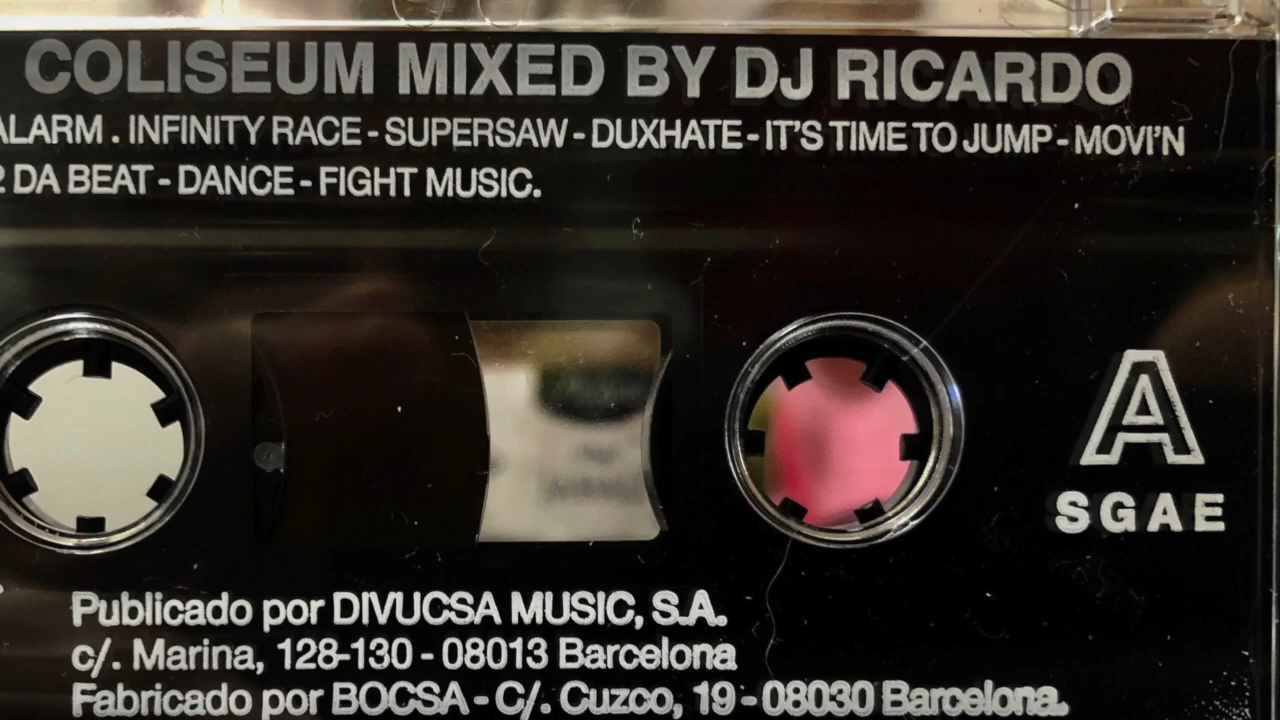 COLISEUM MIXED BY DJ RICARDO
ALARM . INFINITY RACE - SUPERSAW - DUXHATE - IT'S TIME TO JUMP - MOVI'N
2 DA BEAT - DANCE - FIGHT MUSIC.
A
SGAE
Publicado por DIVUCSA MUSIC, S.A.
c/. Marina, 128-130 - 08013 Barcelona
Fabricado por BOCSA - C/. Cuzco, 19 - 08030 Barcelona.